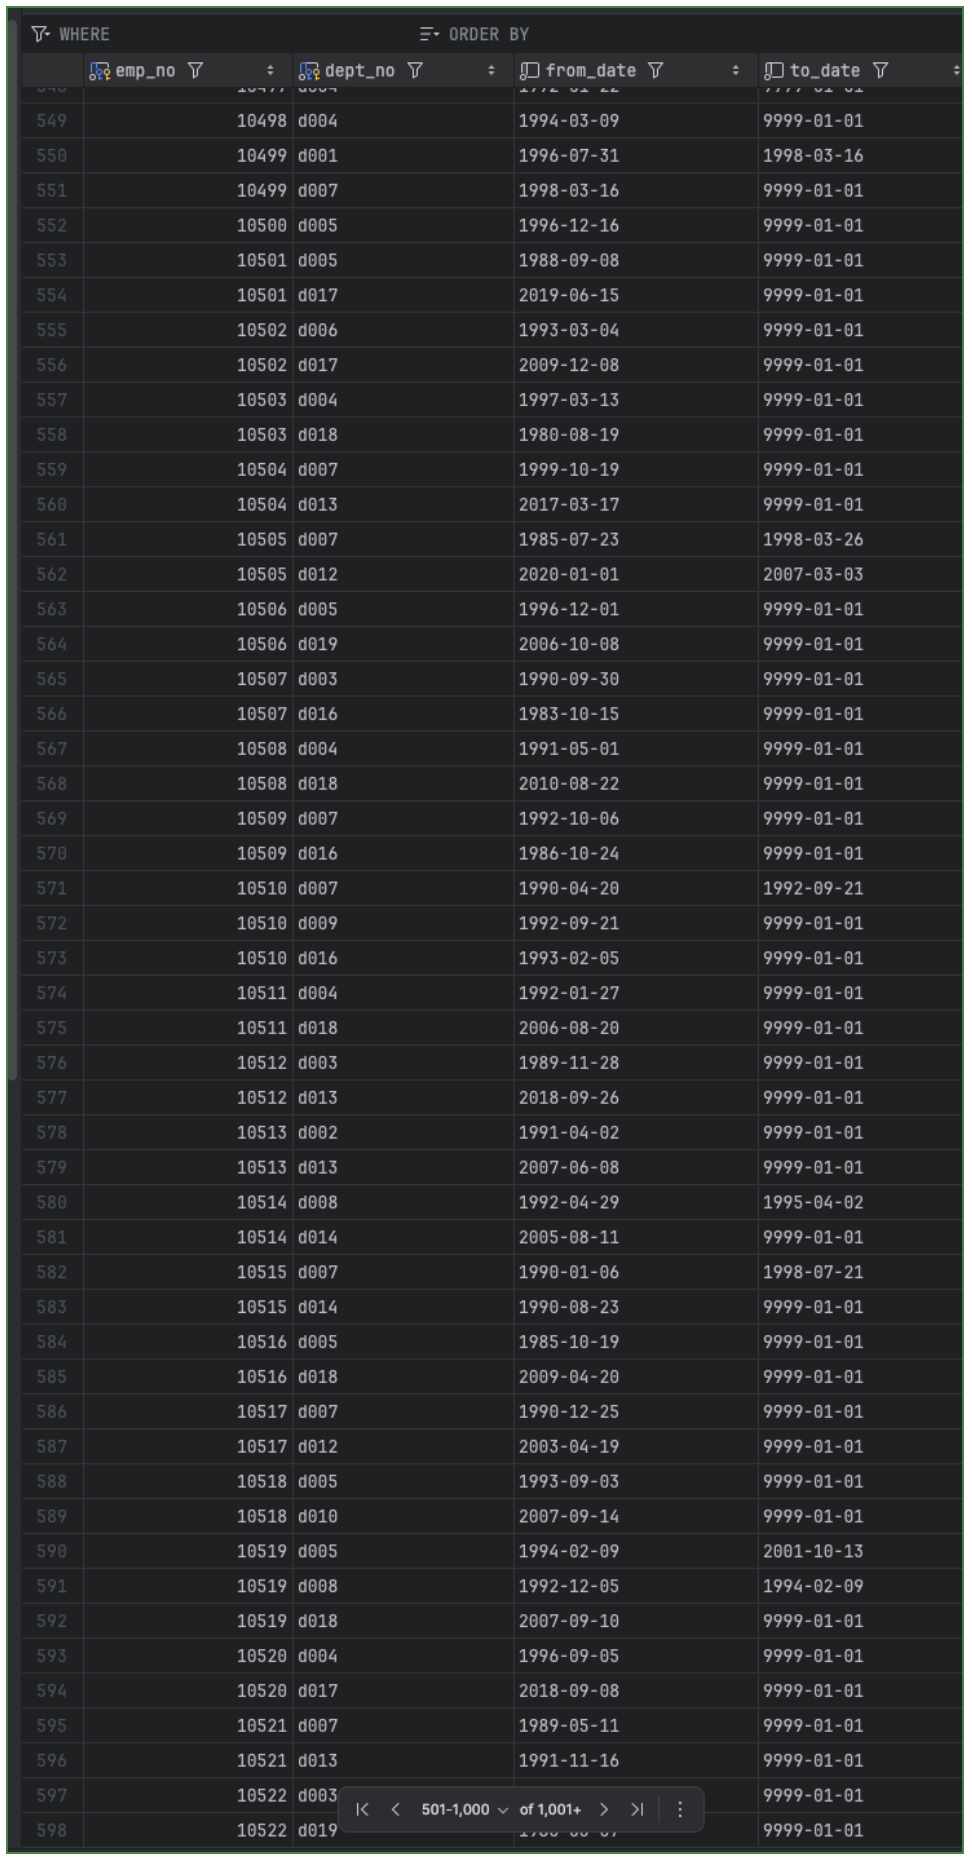 WHERE ORDER BY
emp_no dept_no from_date to_date
549 10498 d004 1994-03-09 9999-01-01
550 10499 d001 1996-07-31 1998-03-16
551 10499 d007 1998-03-16 9999-01-01
552 10500 d005 1996-12-16 9999-01-01
553 10501 d005 1988-09-08 9999-01-01
554 10501 d017 2019-06-15 9999-01-01
555 10502 d006 1993-03-04 9999-01-01
556 10502 d017 2009-12-08 9999-01-01
557 10503 d004 1997-03-13 9999-01-01
558 10503 d018 1980-08-19 9999-01-01
559 10504 d007 1999-10-19 9999-01-01
560 10504 d013 2017-03-17 9999-01-01
561 10505 d007 1985-07-23 1998-03-26
562 10505 d012 2020-01-01 2007-03-03
563 10506 d005 1996-12-01 9999-01-01
564 10506 d019 2006-10-08 9999-01-01
565 10507 d003 1990-09-30 9999-01-01
566 10507 d016 1983-10-15 9999-01-01
567 10508 d004 1991-05-01 9999-01-01
568 10508 d018 2010-08-22 9999-01-01
569 10509 d007 1992-10-06 9999-01-01
570 10509 d016 1986-10-24 9999-01-01
571 10510 d007 1990-04-20 1992-09-21
572 10510 d009 1992-09-21 9999-01-01
573 10510 d016 1993-02-05 9999-01-01
574 10511 d004 1992-01-27 9999-01-01
575 10511 d018 2006-08-20 9999-01-01
576 10512 d003 1989-11-28 9999-01-01
577 10512 d013 2018-09-26 9999-01-01
578 10513 d002 1991-04-02 9999-01-01
579 10513 d013 2007-06-08 9999-01-01
580 10514 d008 1992-04-29 1995-04-02
581 10514 d014 2005-08-11 9999-01-01
582 10515 d007 1990-01-06 1998-07-21
583 10515 d014 1990-08-23 9999-01-01
584 10516 d005 1985-10-19 9999-01-01
585 10516 d018 2009-04-20 9999-01-01
586 10517 d007 1990-12-25 9999-01-01
587 10517 d012 2003-04-19 9999-01-01
588 10518 d005 1993-09-03 9999-01-01
589 10518 d010 2007-09-14 9999-01-01
590 10519 d005 1994-02-09 2001-10-13
591 10519 d008 1992-12-05 1994-02-09
592 10519 d018 2007-09-10 9999-01-01
593 10520 d004 1996-09-05 9999-01-01
594 10520 d017 2018-09-08 9999-01-01
595 10521 d007 1989-05-11 9999-01-01
596 10521 d013 1991-11-16 9999-01-01
597 10522 d003 9999-01-01
501-1,000 of 1,001+
598 10522 d019 9999-01-01